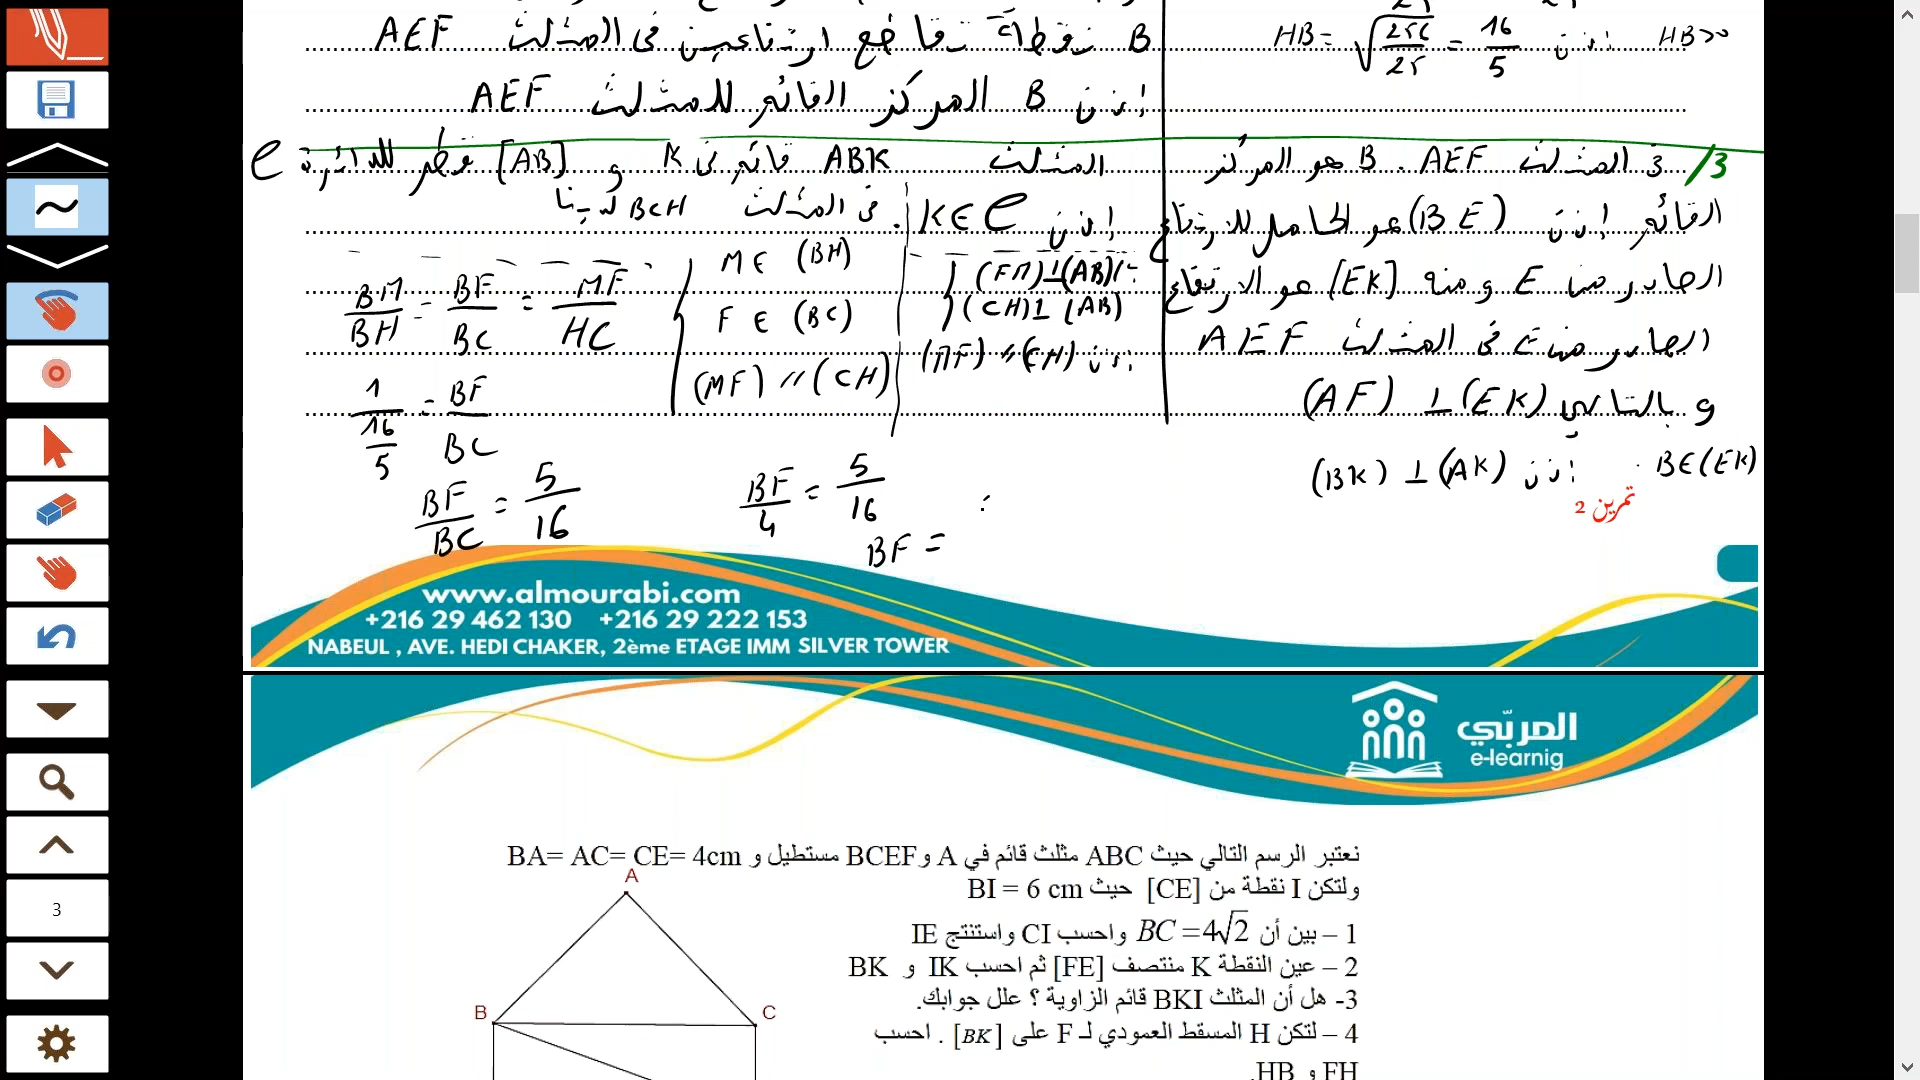 HB = √256/25 = 16/5 إذن HB>0
B نقطة تقاطع ارتفاعين في المثلث AEF
إذن B المركز القائم للمثلث AEF
3/ في المثلث AEF . B هو المركز
القائم إذن (BE) هو الحامل للارتفاع
الصادر من E ومنه [EK] هو الارتفاع
الصادر من E في المثلث AEF
و بالتالي (EK) ⊥ (AF)
B∈(EK) إذن (BK) ⊥ (AK)
المثلث ABK قائم في K و [AB] قطر للدائرة e
إذن K∈e
(FM)⊥(AB)
(CH)⊥(AB)
إذن (MF)//(CH)
في المثلث BCH لدينا
M∈(BH)
F∈(BC)
(MF)//(CH)
BM/BH = BF/BC = MF/HC
1/(16/5) = BF/BC
BF/BC = 5/16
BF/4 = 5/16
BF =
تمرين 2
www.almourabi.com
+216 29 462 130 +216 29 222 153
NABEUL , AVE. HEDI CHAKER, 2ème ETAGE IMM SILVER TOWER
المربّي
e-learnig
نعتبر الرسم التالي حيث ABC مثلث قائم في A و BCEF مستطيل و BA= AC= CE= 4cm
ولتكن I نقطة من [CE] حيث BI = 6 cm
1 – بين أن BC = 4√2 واحسب CI واستنتج IE
2 – عين النقطة K منتصف [FE] ثم احسب IK و BK
3- هل أن المثلث BKI قائم الزاوية ؟ علل جوابك.
4 – لتكن H المسقط العمودي لـ F على [BK] . احسب
FH و HB.
A
B
C
3